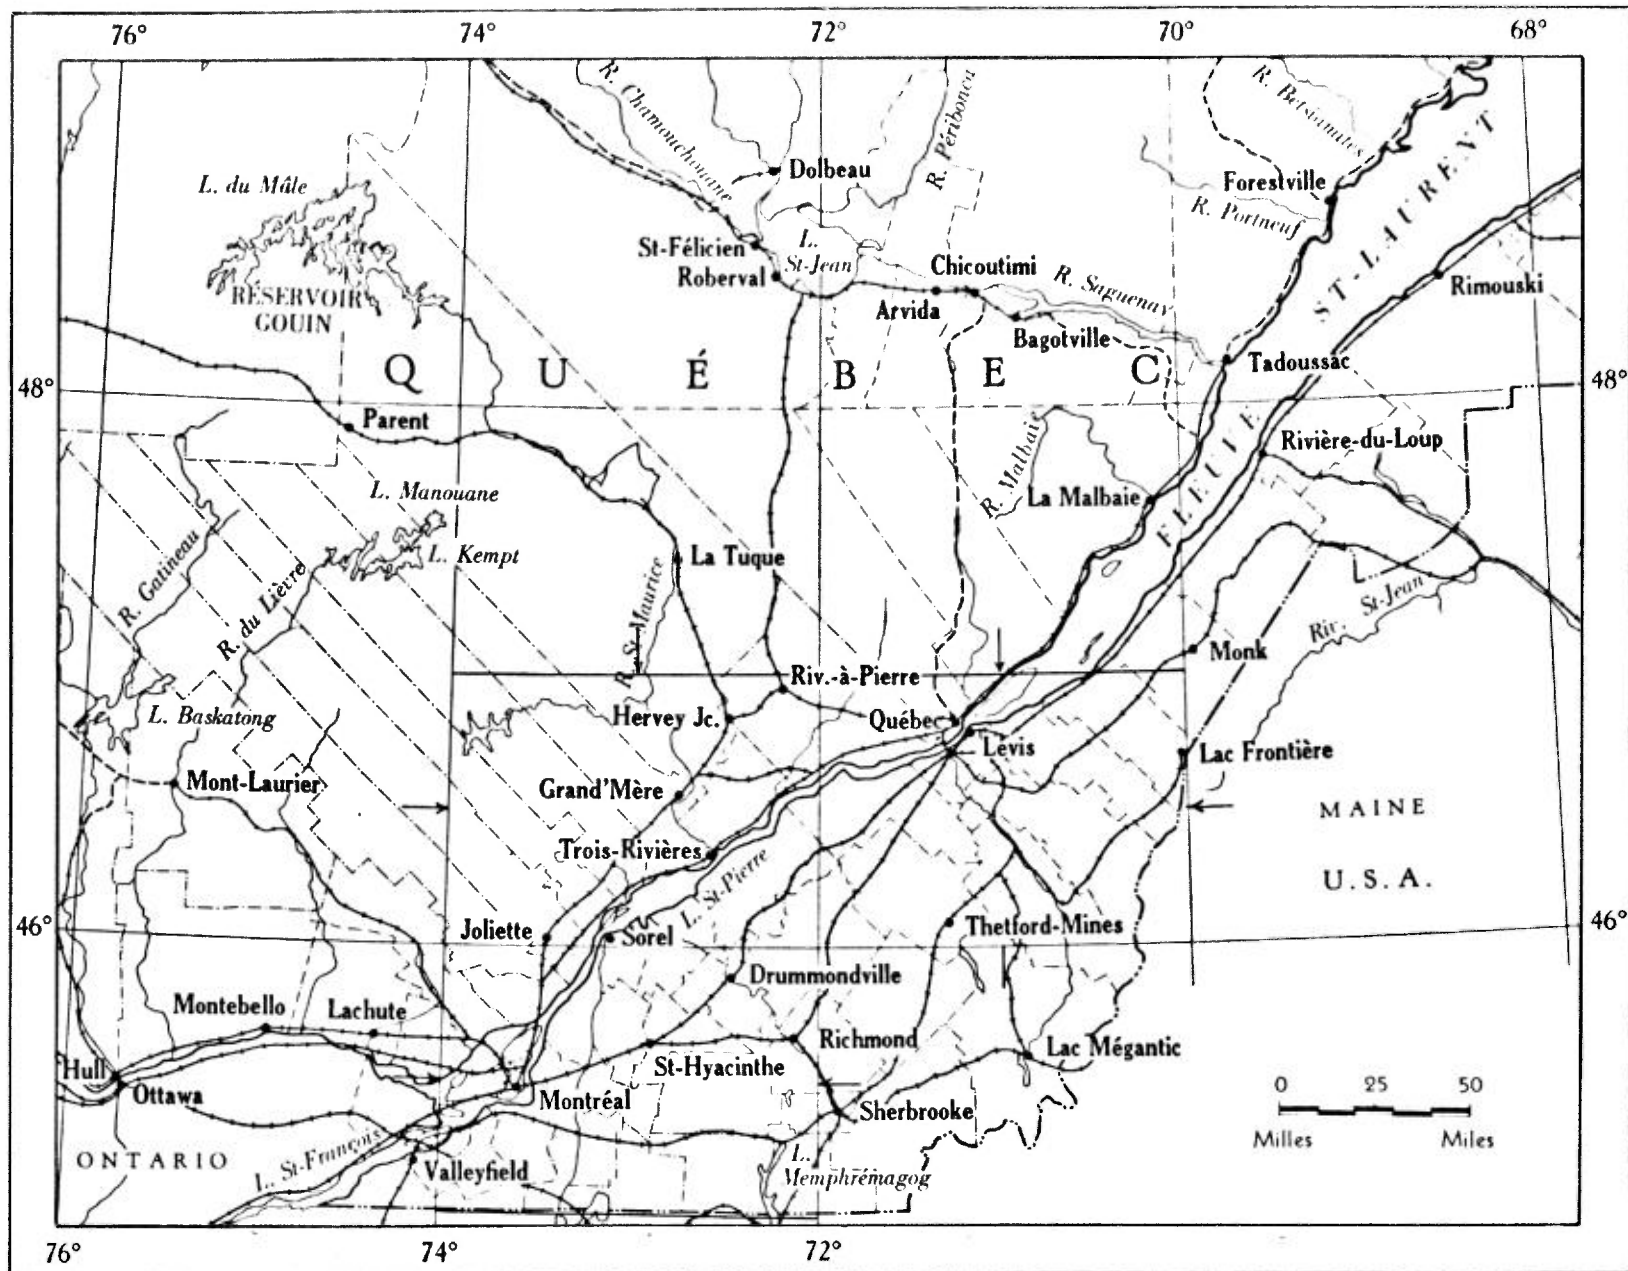 76° 74° 72° 70° 68°
R. Chamouchouane
R. Péribonca
R. Betsiamites
Dolbeau
L. du Mâle
Forestville
R. Portneuf
ST-LAURENT
St-Félicien
L.
St-Jean
Roberval
Chicoutimi
R. Saguenay
Rimouski
RÉSERVOIR
GOUIN
Arvida
Bagotville
Tadoussac
QUÉBEC
48° 48°
Parent
FLEUVE
R. Malbaie
Rivière-du-Loup
L. Manouane
La Malbaie
R. Gatineau
L. Kempt
La Tuque
R. du Lièvre
R. St-Maurice
Riv. St-Jean
Monk
Riv.-à-Pierre
L. Baskatong
Hervey Jc.
Québec
Lévis
Lac Frontière
Mont-Laurier
Grand'Mère
MAINE
Trois-Rivières
U.S.A.
L. St-Pierre
46° 46°
Joliette
Sorel
Thetford-Mines
Drummondville
Montebello
Lachute
Richmond
Lac Mégantic
Hull
St-Hyacinthe
Ottawa
Montréal
Sherbrooke
0 25 50
Milles Miles
ONTARIO
L. St-François
Valleyfield
L.
Memphrémagog
76° 74° 72°